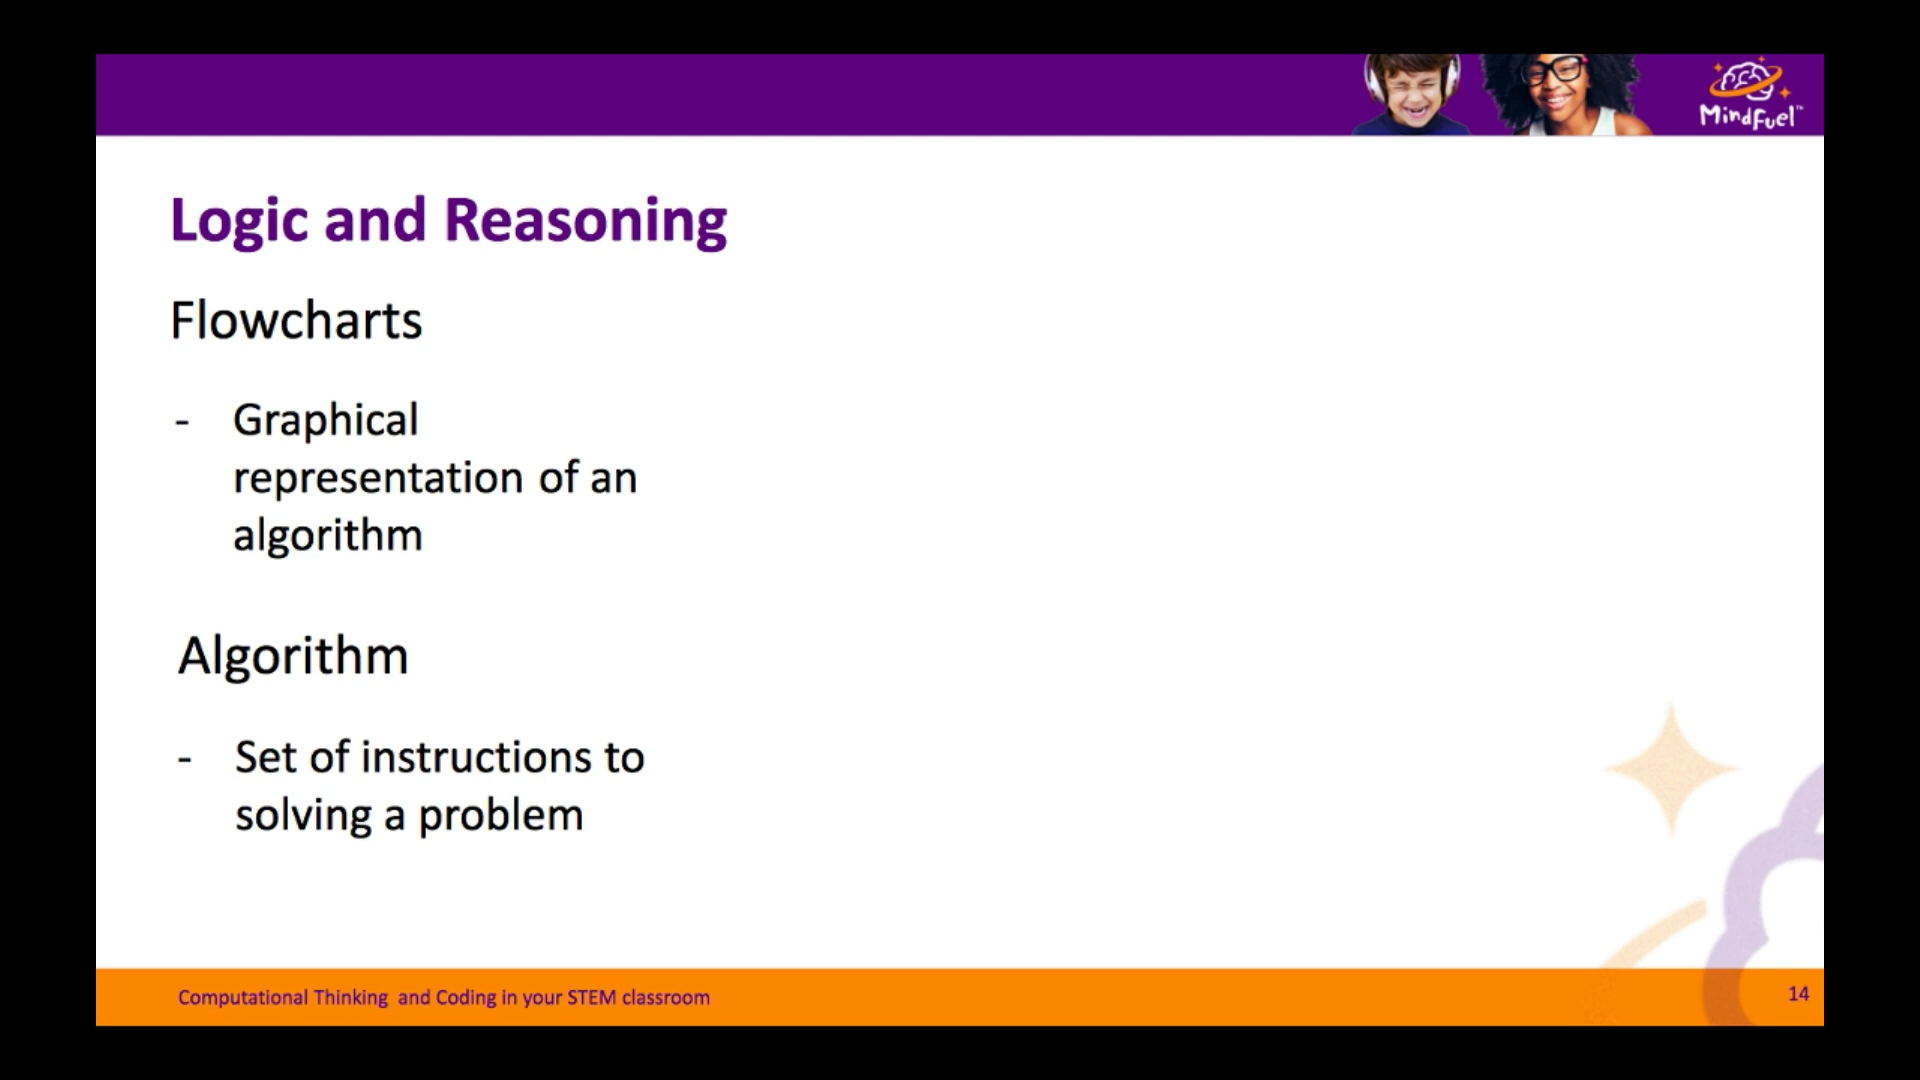 MindFuel™
Logic and Reasoning
Flowcharts
- Graphical
representation of an
algorithm
Algorithm
- Set of instructions to
solving a problem
Computational Thinking and Coding in your STEM classroom
14